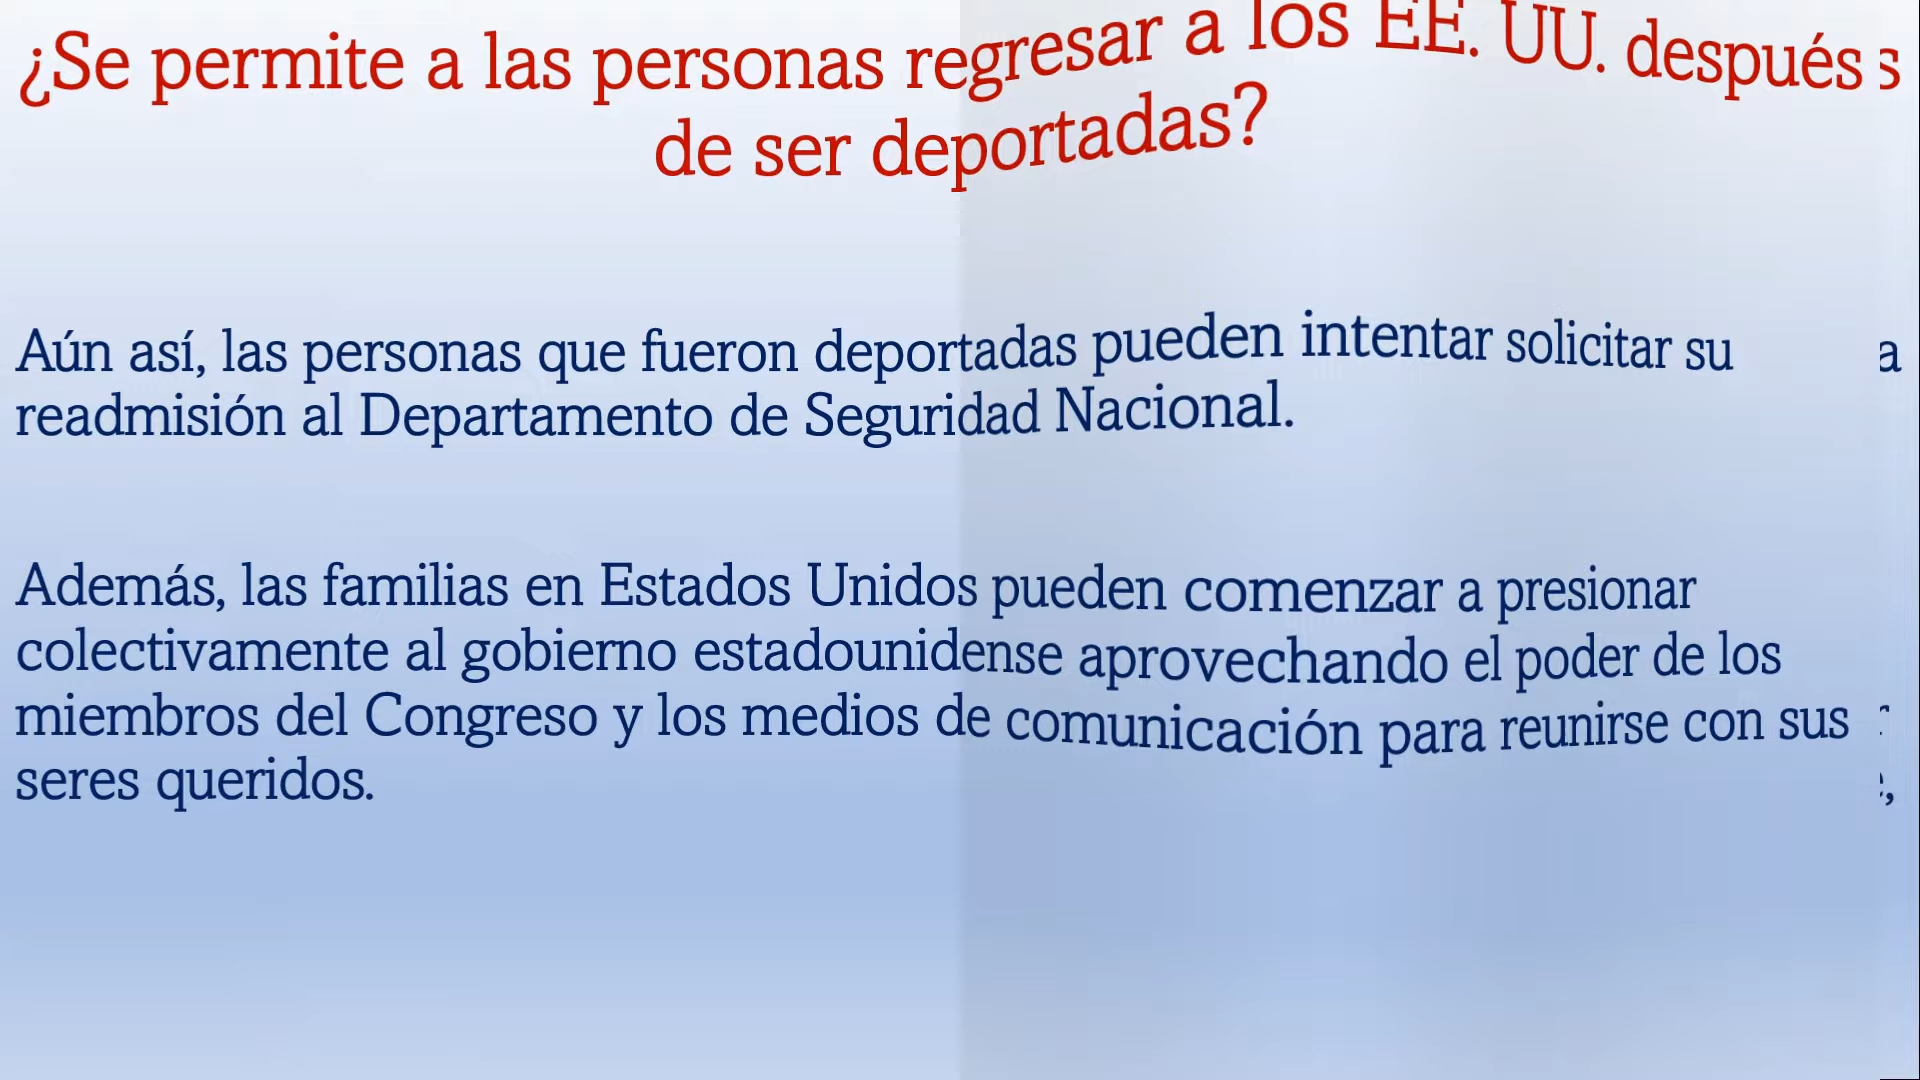 ¿Se permite a las personas regresar a los EE. UU. después
de ser deportadas?
Aún así, las personas que fueron deportadas pueden intentar solicitar su
readmisión al Departamento de Seguridad Nacional.
Además, las familias en Estados Unidos pueden comenzar a presionar
colectivamente al gobierno estadounidense aprovechando el poder de los
miembros del Congreso y los medios de comunicación para reunirse con sus
seres queridos.